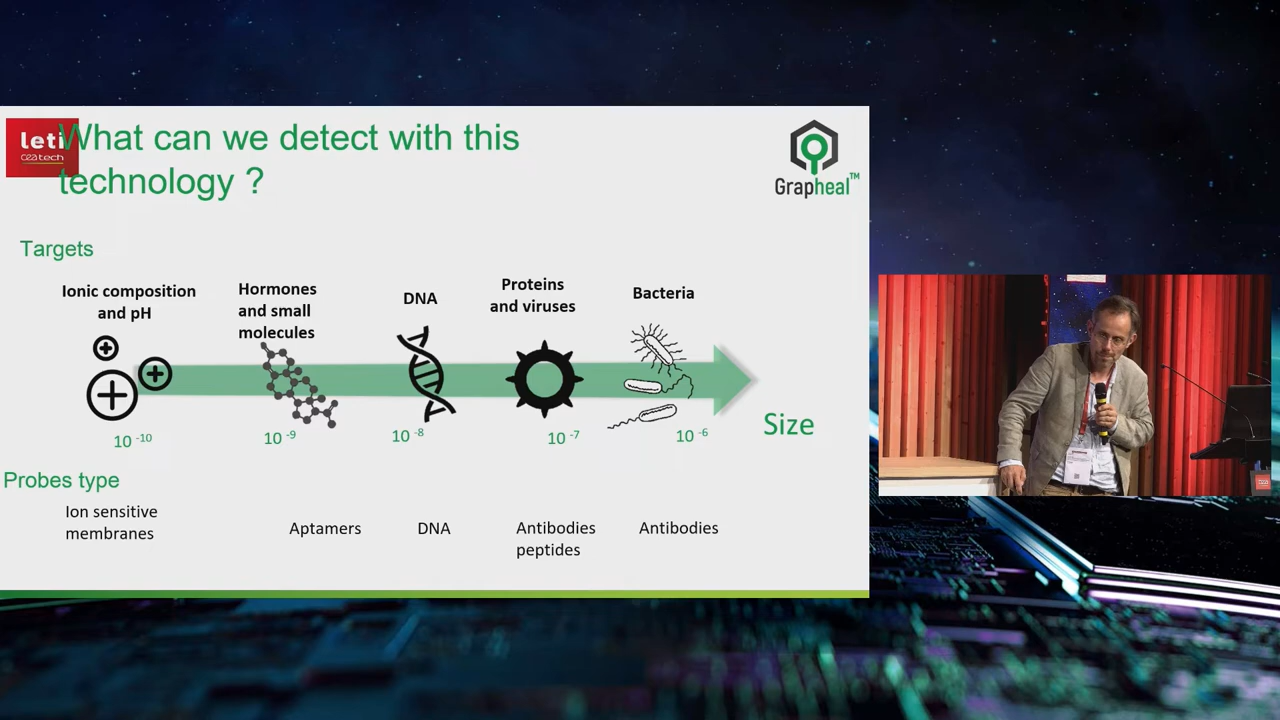 leti
cea tech
What can we detect with this
technology ?
Grapheal™
Targets
Ionic composition
and pH
Hormones
and small
molecules
DNA
Proteins
and viruses
Bacteria
10 -10
10 -9
10 -8
10 -7
10 -6
Size
Probes type
Ion sensitive
membranes
Aptamers
DNA
Antibodies
peptides
Antibodies